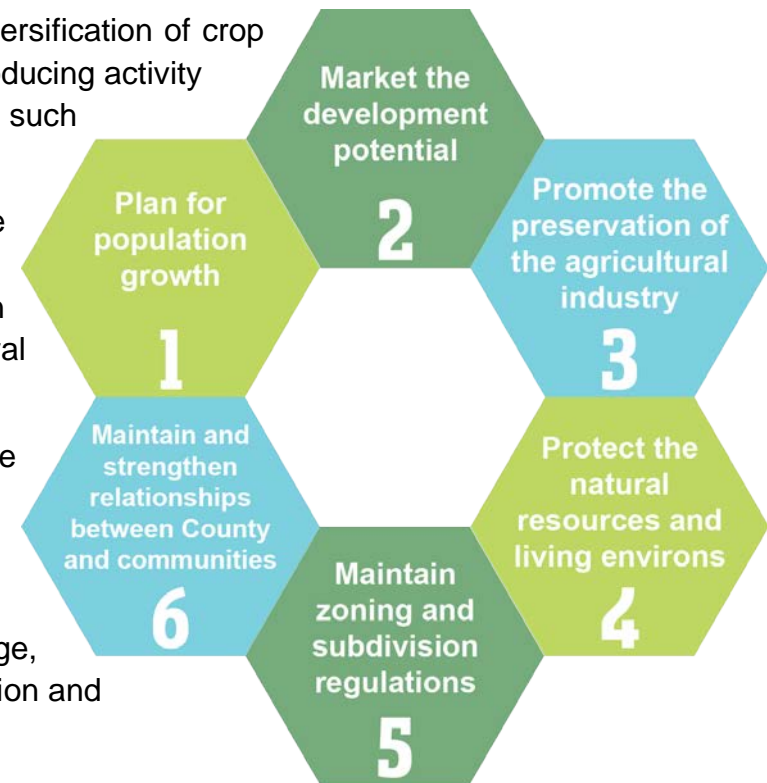 ersification of crop
oducing activity
such
e
n
al
e
ge,
ion and
Plan for
population
growth
1
Market the
development
potential
2
Promote the
preservation of
the agricultural
industry
3
Protect the
natural
resources and
living environs
4
Maintain
zoning and
subdivision
regulations
5
Maintain and
strengthen
relationships
between County
and communities
6